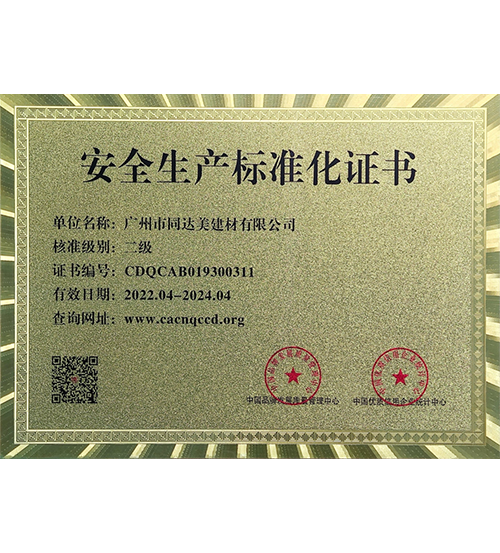 安全生产标准化证书
单位名称：广州市同达美建材有限公司
核准级别：二级
证书编号：CDQCAB019300311
有效日期：2022.04-2024.04
查询网址：www.cacnqccd.org
中国品牌发展质量管理中心 中国优质信用企业统计中心